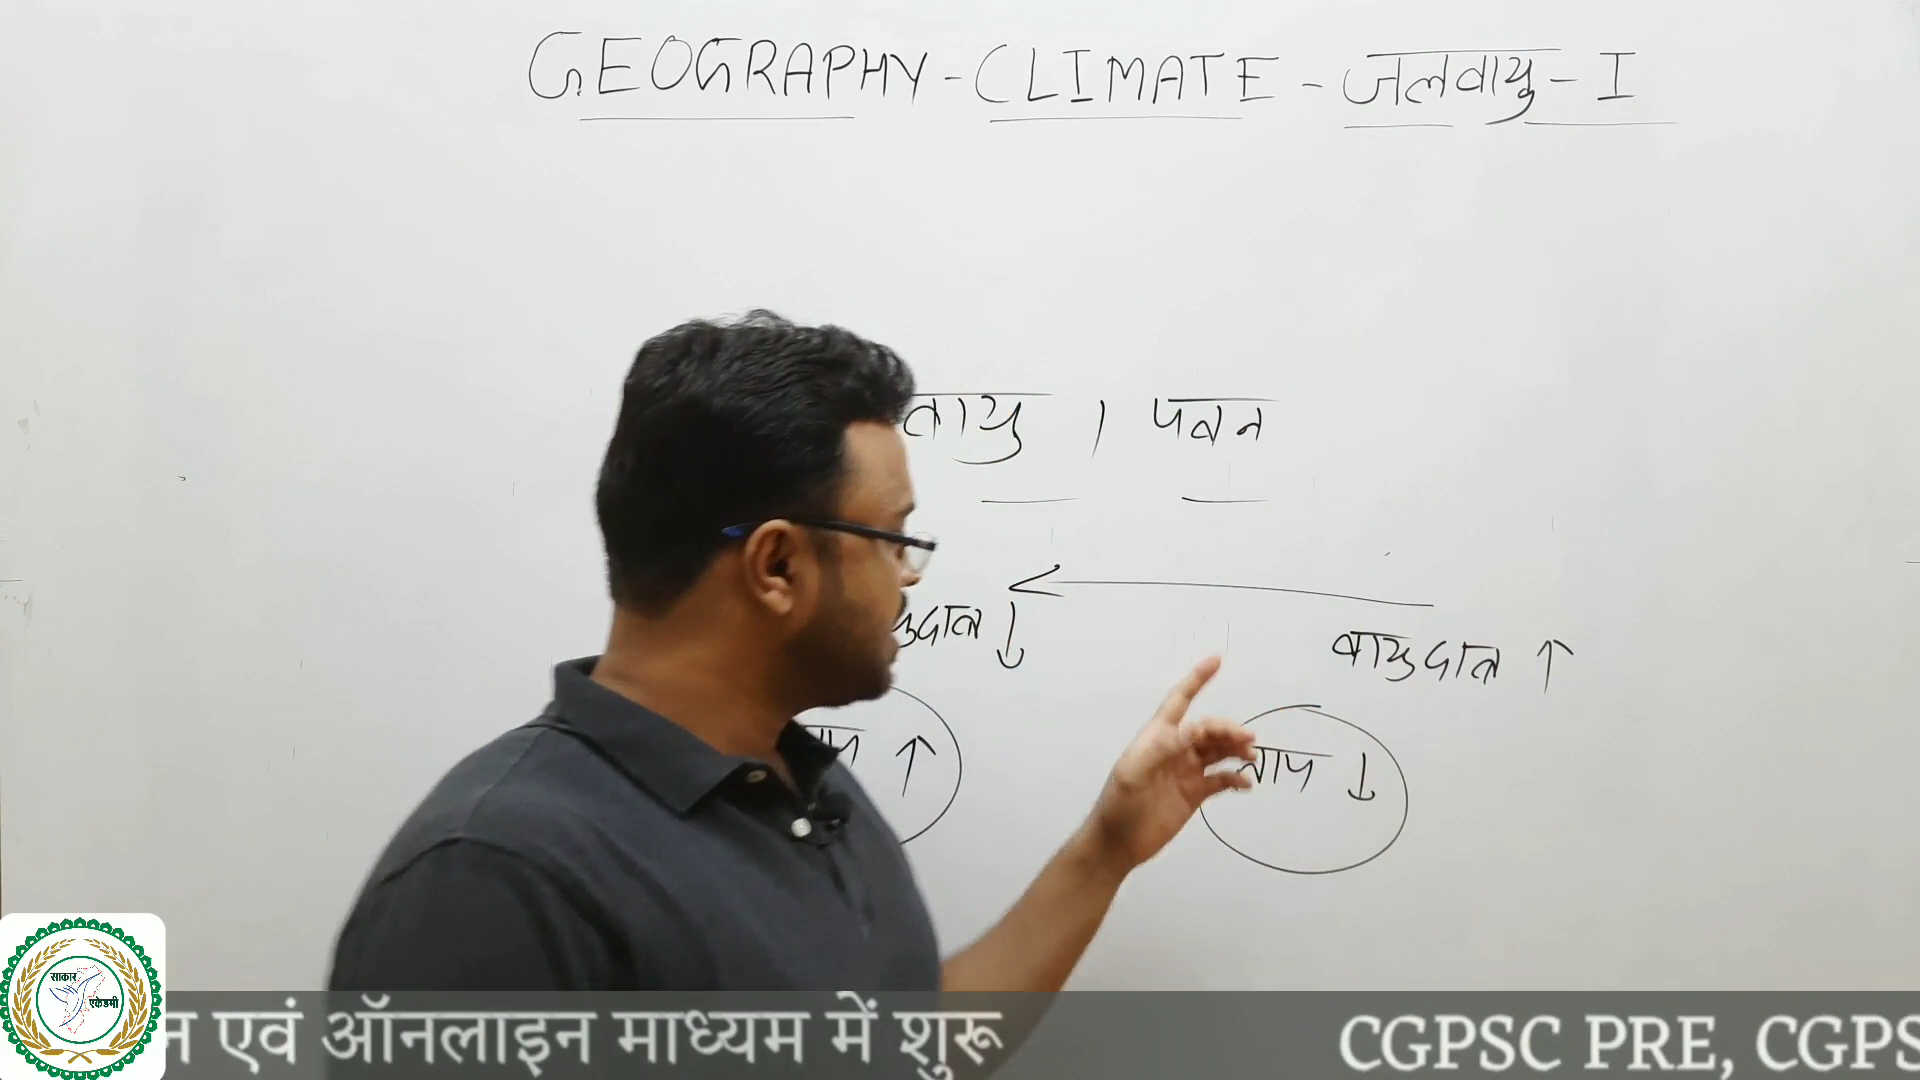 GEOGRAPHY - CLIMATE - जलवायु - I
वायु । पवन
वायुदाब ↑
↓
ताप ↓
↑
साकार
एकेडमी
एवं ऑनलाइन माध्यम में शुरू
CGPSC PRE, CGPS